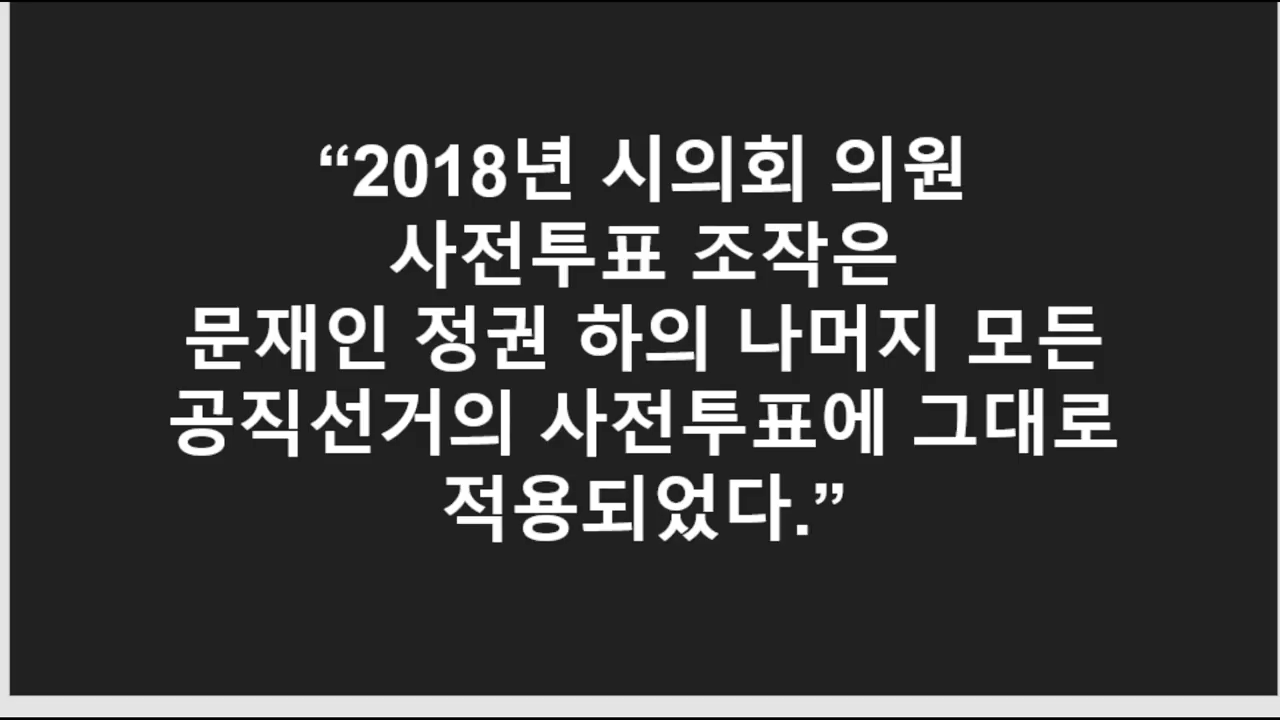 “2018년 시의회 의원
사전투표 조작은
문재인 정권 하의 나머지 모든
공직선거의 사전투표에 그대로
적용되었다.”